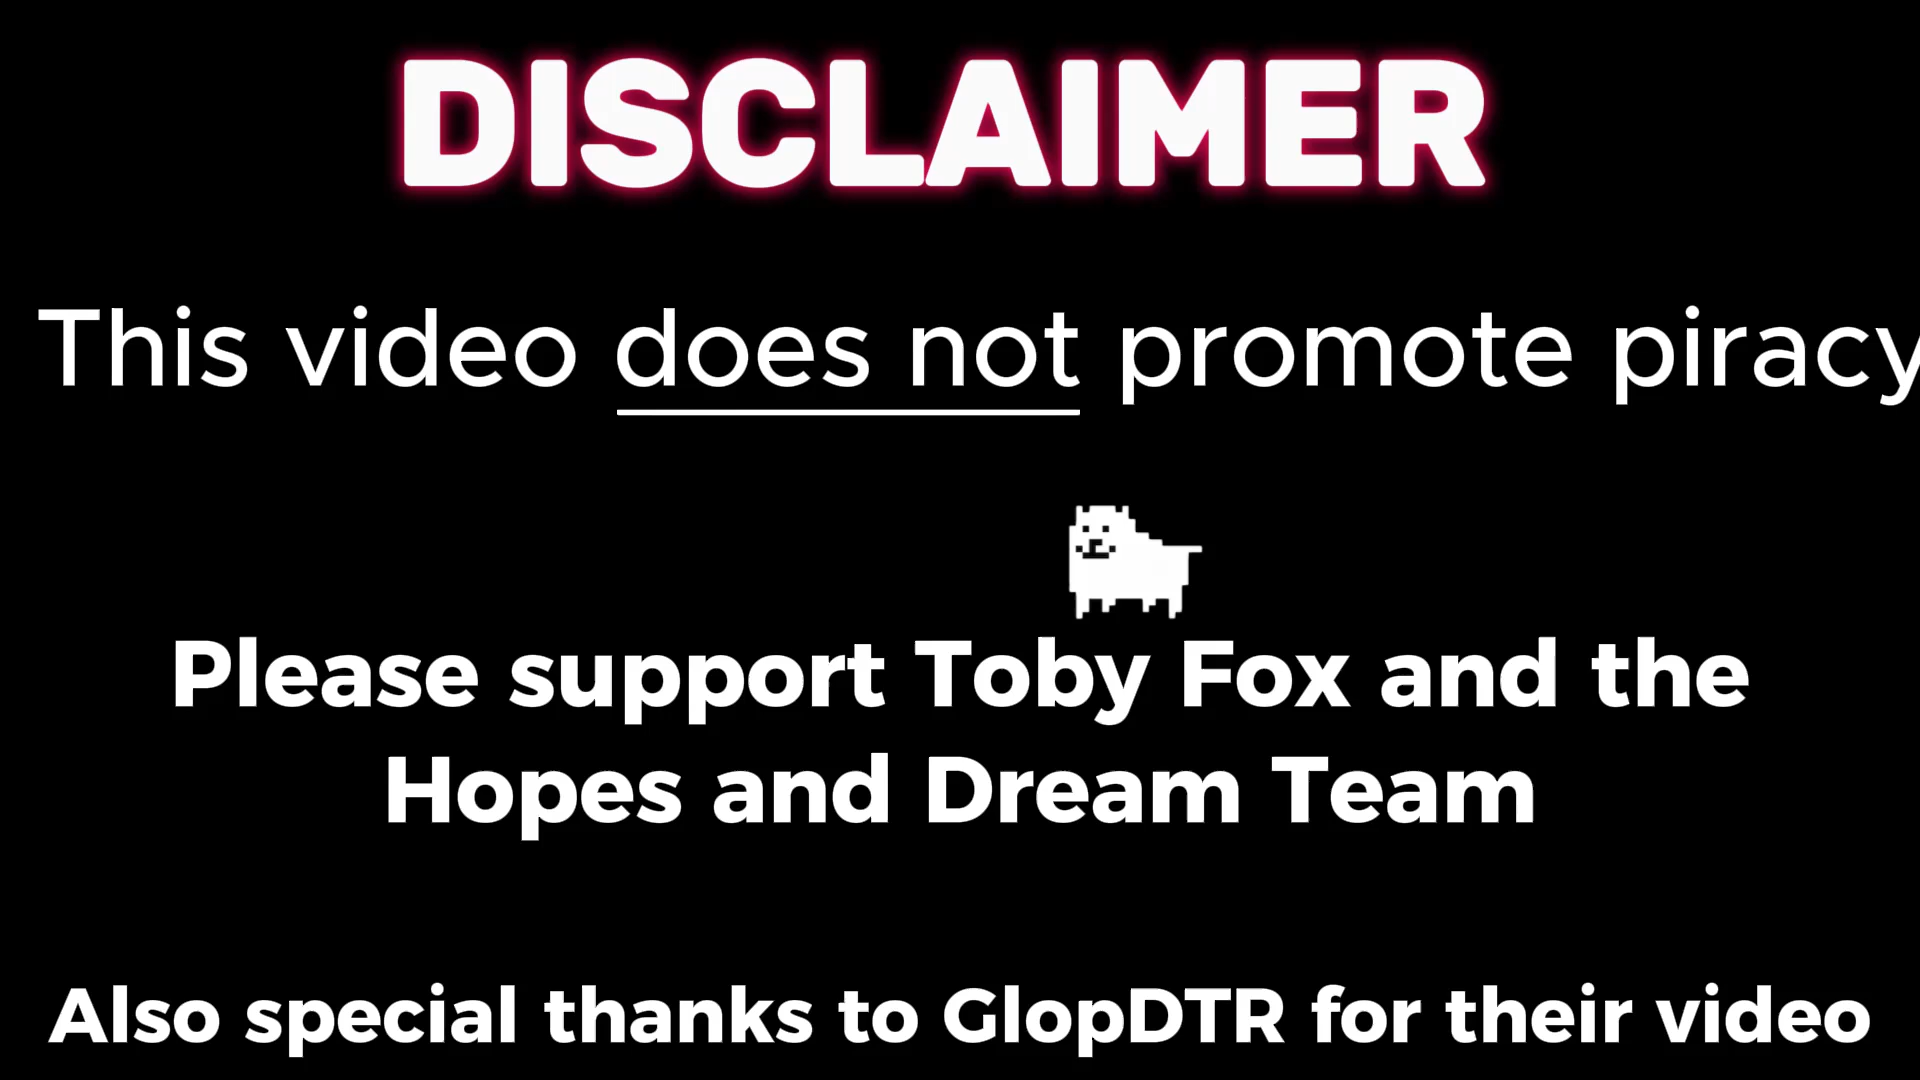 DISCLAIMER
This video does not promote piracy
Please support Toby Fox and the
Hopes and Dream Team
Also special thanks to GlopDTR for their video